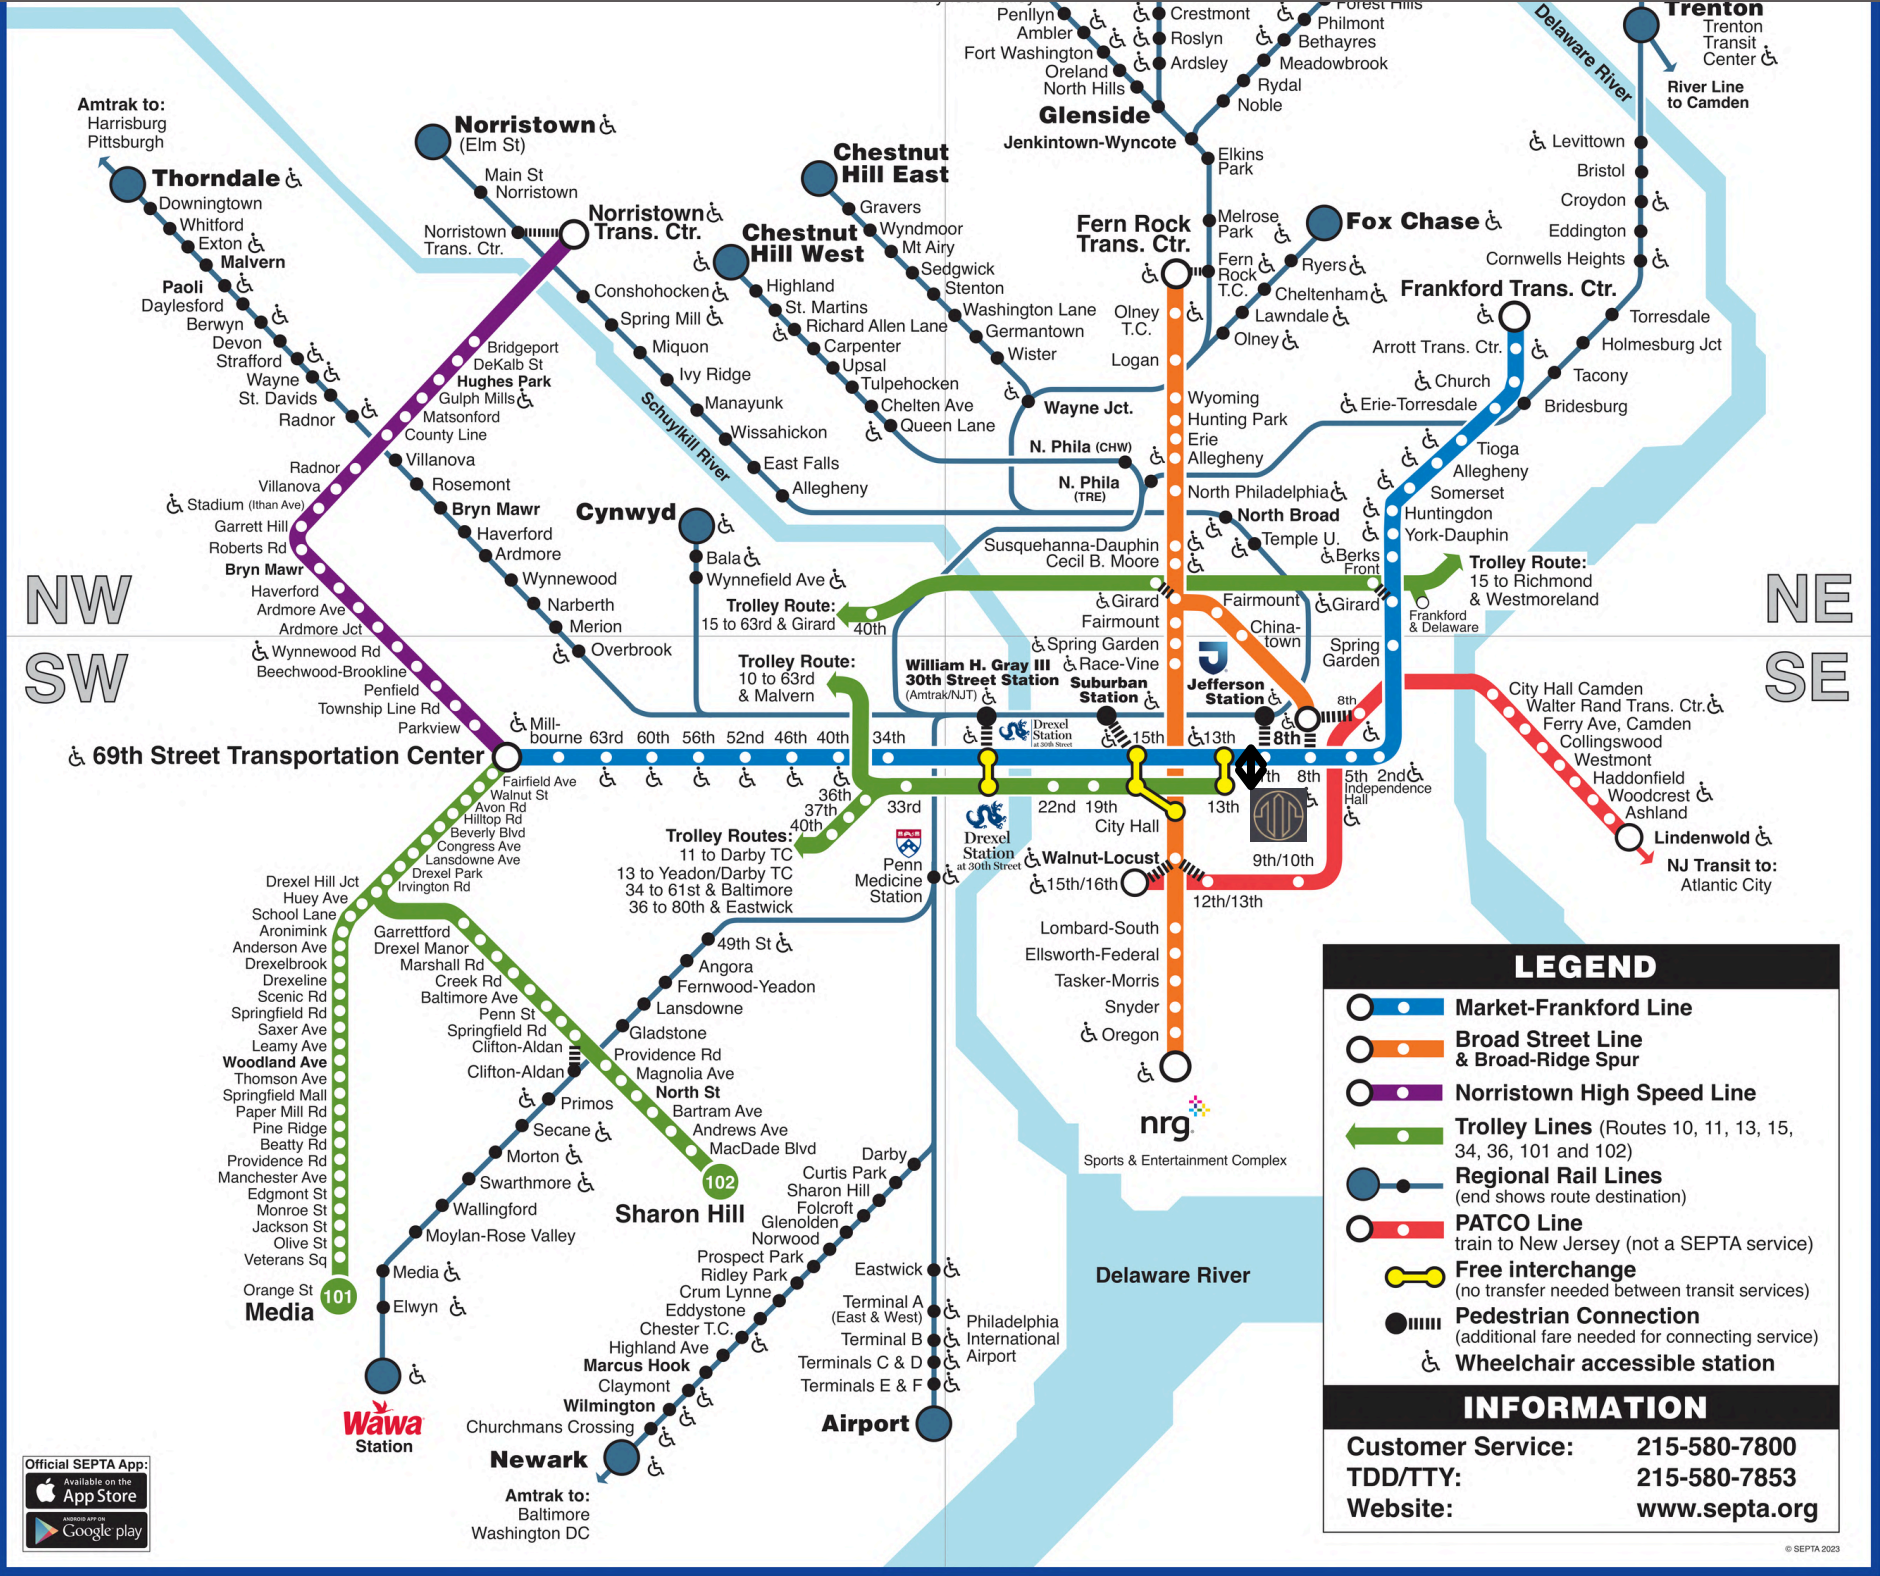 Penllyn
Ambler
Fort Washington
Oreland
North Hills
Glenside
Jenkintown-Wyncote
Crestmont
Roslyn
Ardsley
Forest Hills
Philmont
Bethayres
Meadowbrook
Rydal
Noble
Elkins
Park
Melrose
Park
Fern
Rock
T.C.
Delaware River
Trenton
Trenton
Transit
Center
River Line
to Camden
Levittown
Bristol
Croydon
Eddington
Cornwells Heights
Torresdale
Holmesburg Jct
Tacony
Bridesburg
Amtrak to:
Harrisburg
Pittsburgh
Thorndale
Downingtown
Whitford
Exton
Malvern
Paoli
Daylesford
Berwyn
Devon
Strafford
Wayne
St. Davids
Radnor
Villanova
Rosemont
Bryn Mawr
Haverford
Ardmore
Wynnewood
Narberth
Merion
Overbrook
Norristown
(Elm St)
Main St
Norristown
Norristown
Trans. Ctr.
Conshohocken
Spring Mill
Miquon
Ivy Ridge
Manayunk
Wissahickon
East Falls
Allegheny
Schuylkill River
Norristown
Trans. Ctr.
Bridgeport
DeKalb St
Hughes Park
Gulph Mills
Matsonford
County Line
Radnor
Villanova
Stadium (Ithan Ave)
Garrett Hill
Roberts Rd
Bryn Mawr
Haverford
Ardmore Ave
Ardmore Jct
Wynnewood Rd
Beechwood-Brookline
Penfield
Township Line Rd
Parkview
Chestnut
Hill East
Gravers
Wyndmoor
Mt Airy
Sedgwick
Stenton
Washington Lane
Germantown
Wister
Wayne Jct.
Chestnut
Hill West
Highland
St. Martins
Richard Allen Lane
Carpenter
Upsal
Tulpehocken
Chelten Ave
Queen Lane
N. Phila (CHW)
N. Phila
(TRE)
Cynwyd
Bala
Wynnefield Ave
Fox Chase
Ryers
Cheltenham
Lawndale
Olney
Fern Rock
Trans. Ctr.
Olney
T.C.
Logan
Wyoming
Hunting Park
Erie
Allegheny
North Philadelphia
North Broad
Temple U.
Susquehanna-Dauphin
Cecil B. Moore
Girard
Fairmount
Spring Garden
Race-Vine
Fairmount
China-
town
Frankford Trans. Ctr.
Arrott Trans. Ctr.
Church
Erie-Torresdale
Tioga
Allegheny
Somerset
Huntingdon
York-Dauphin
Berks
Front
Girard
Spring
Garden
Trolley Route:
15 to Richmond
& Westmoreland
Frankford
& Delaware
Trolley Route:
15 to 63rd & Girard
40th
Trolley Route:
10 to 63rd
& Malvern
NW
SW
NE
SE
William H. Gray III
30th Street Station
(Amtrak/NJT)
Suburban
Station
Jefferson
Station
Drexel
Station
at 30th Street
69th Street Transportation Center
Mill-
bourne
63rd
60th
56th
52nd
46th
40th
34th
15th
13th
8th
8th
7th
8th
5th
Independence
Hall
2nd
36th
37th
40th
33rd
22nd
19th
13th
City Hall
Drexel
Station
at 30th Street
Penn
Medicine
Station
Trolley Routes:
11 to Darby TC
13 to Yeadon/Darby TC
34 to 61st & Baltimore
36 to 80th & Eastwick
Walnut-Locust
15th/16th
12th/13th
9th/10th
Lombard-South
Ellsworth-Federal
Tasker-Morris
Snyder
Oregon
nrg
Sports & Entertainment Complex
City Hall Camden
Walter Rand Trans. Ctr.
Ferry Ave, Camden
Collingswood
Westmont
Haddonfield
Woodcrest
Ashland
Lindenwold
NJ Transit to:
Atlantic City
Fairfield Ave
Walnut St
Avon Rd
Hilltop Rd
Beverly Blvd
Congress Ave
Lansdowne Ave
Drexel Park
Irvington Rd
Drexel Hill Jct
Huey Ave
School Lane
Aronimink
Anderson Ave
Drexelbrook
Drexeline
Scenic Rd
Springfield Rd
Saxer Ave
Leamy Ave
Woodland Ave
Thomson Ave
Springfield Mall
Paper Mill Rd
Pine Ridge
Beatty Rd
Providence Rd
Manchester Ave
Edgmont St
Monroe St
Jackson St
Olive St
Veterans Sq
Orange St
Media
101
Garrettford
Drexel Manor
Marshall Rd
Creek Rd
Baltimore Ave
Penn St
Springfield Rd
Clifton-Aldan
Providence Rd
Magnolia Ave
North St
Bartram Ave
Andrews Ave
MacDade Blvd
102
Sharon Hill
49th St
Angora
Fernwood-Yeadon
Lansdowne
Gladstone
Clifton-Aldan
Primos
Secane
Morton
Swarthmore
Wallingford
Moylan-Rose Valley
Media
Elwyn
Wawa
Station
Darby
Curtis Park
Sharon Hill
Folcroft
Glenolden
Norwood
Prospect Park
Ridley Park
Crum Lynne
Eddystone
Chester T.C.
Highland Ave
Marcus Hook
Claymont
Wilmington
Churchmans Crossing
Newark
Amtrak to:
Baltimore
Washington DC
Eastwick
Terminal A
(East & West)
Terminal B
Terminals C & D
Terminals E & F
Philadelphia
International
Airport
Airport
Delaware River
LEGEND
Market-Frankford Line
Broad Street Line
& Broad-Ridge Spur
Norristown High Speed Line
Trolley Lines (Routes 10, 11, 13, 15,
34, 36, 101 and 102)
Regional Rail Lines
(end shows route destination)
PATCO Line
train to New Jersey (not a SEPTA service)
Free interchange
(no transfer needed between transit services)
Pedestrian Connection
(additional fare needed for connecting service)
Wheelchair accessible station
INFORMATION
Customer Service: 215-580-7800
TDD/TTY: 215-580-7853
Website: www.septa.org
© SEPTA 2023
Official SEPTA App:
Available on the
App Store
ANDROID APP ON
Google play